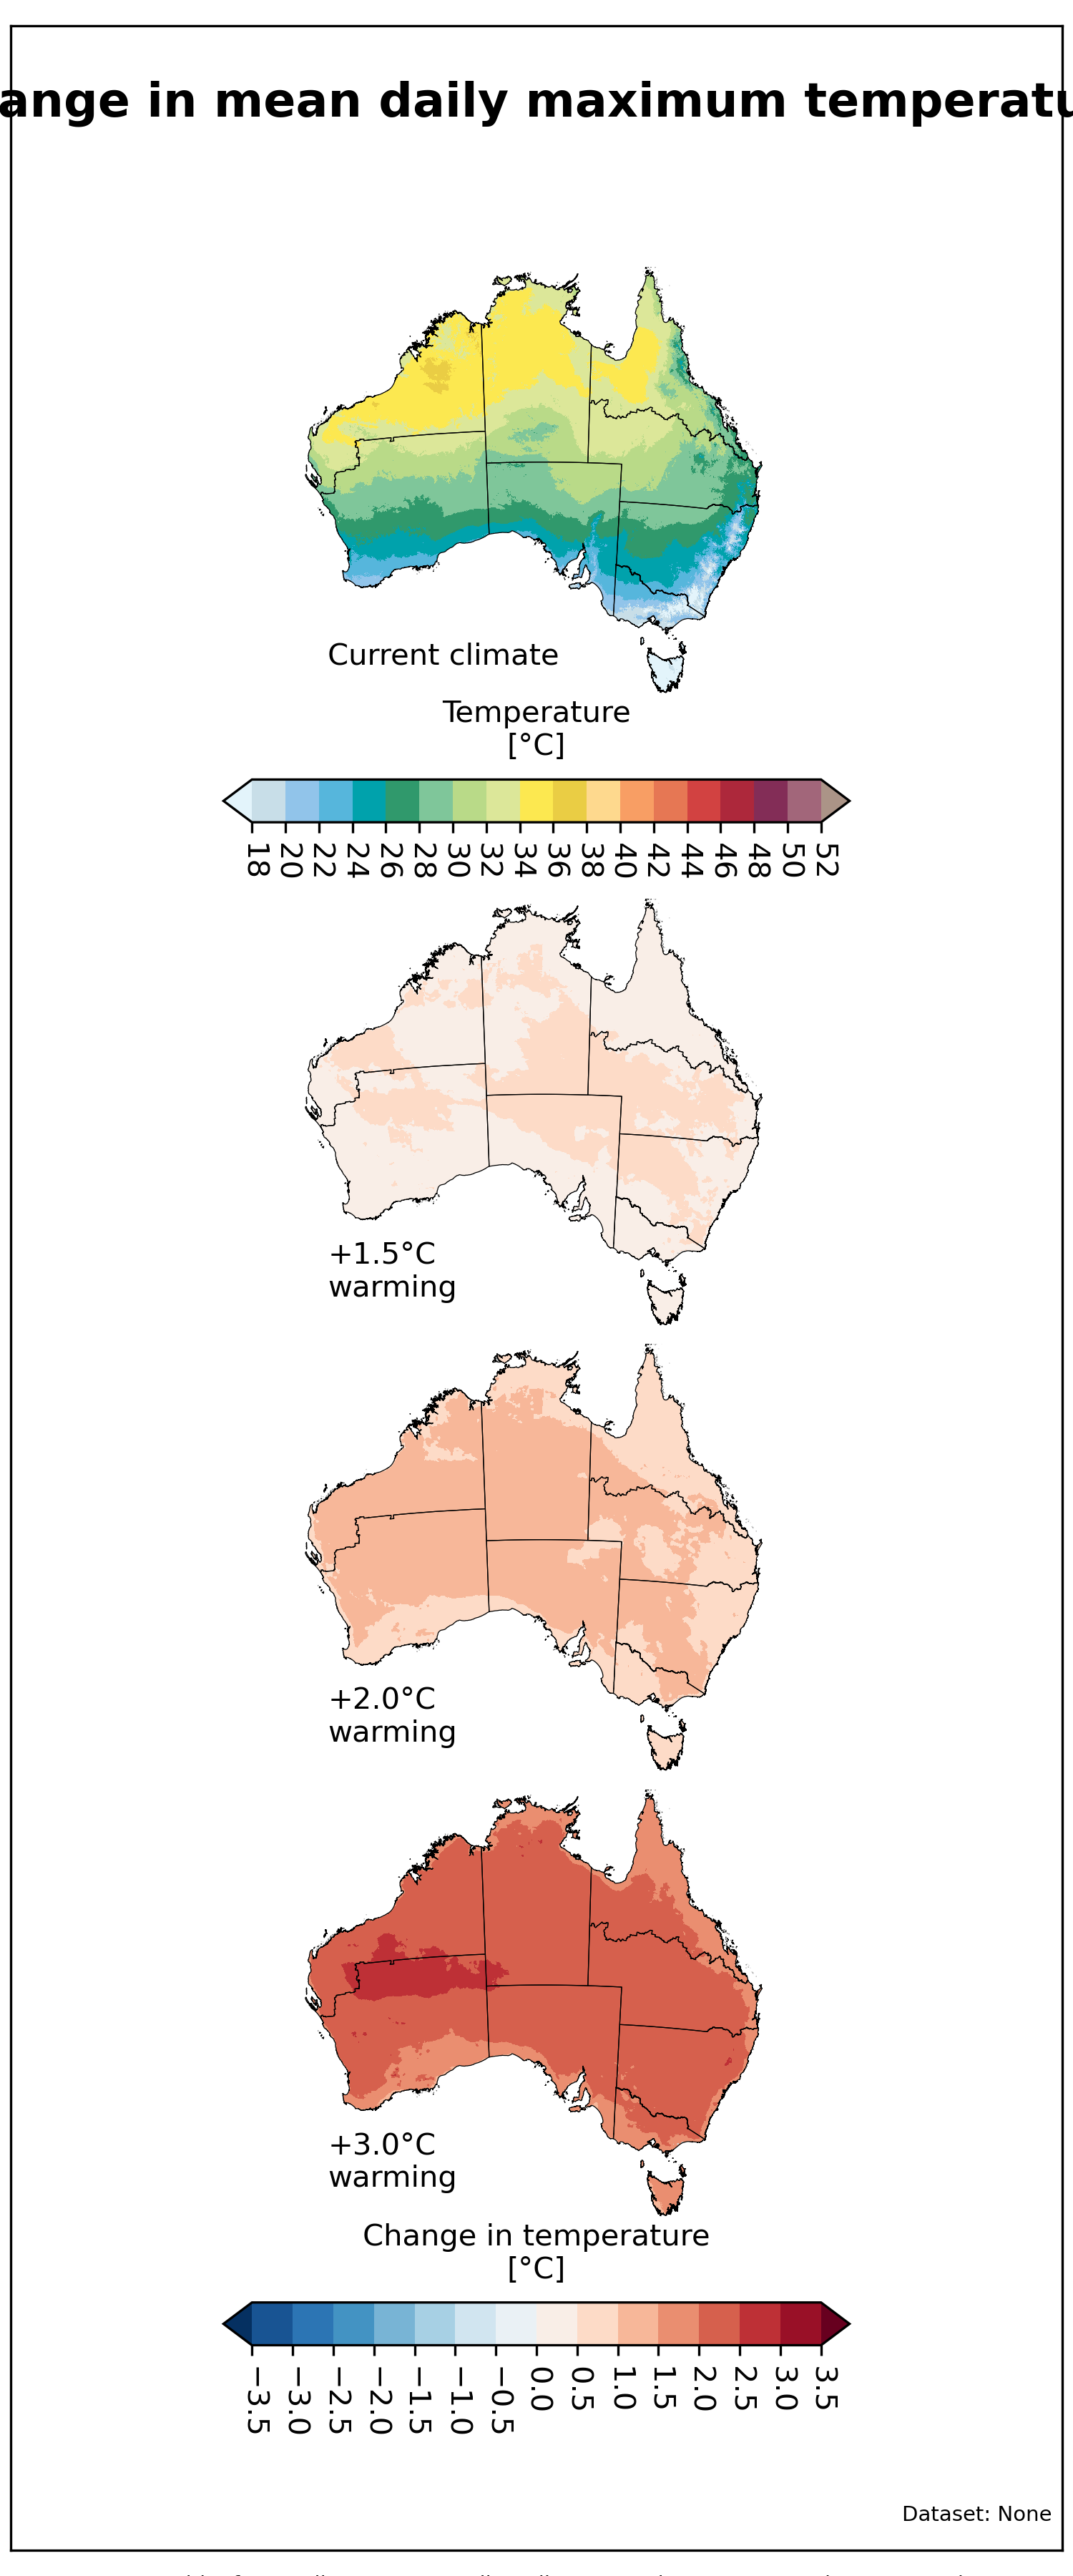 ange in mean daily maximum temperatu
Current climate
Temperature
[°C]
18 20 22 24 26 28 30 32 34 36 38 40 42 44 46 48 50 52
+1.5°C
warming
+2.0°C
warming
+3.0°C
warming
Change in temperature
[°C]
−3.5 −3.0 −2.5 −2.0 −1.5 −1.0 −0.5 0.0 0.5 1.0 1.5 2.0 2.5 3.0 3.5
Dataset: None